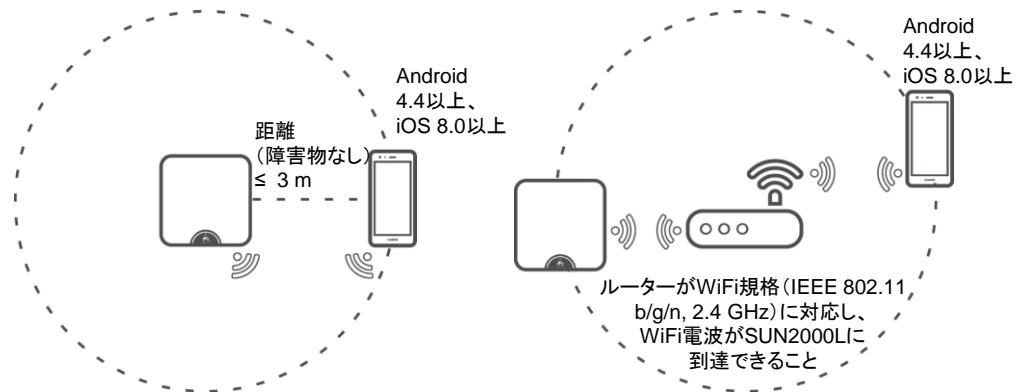 Android
4.4以上、
iOS 8.0以上
距離
（障害物なし）
≤ 3 m
Android
4.4以上、
iOS 8.0以上
ルーターがWiFi規格（IEEE 802.11
b/g/n, 2.4 GHz）に対応し、
WiFi電波がSUN2000Lに
到達できること